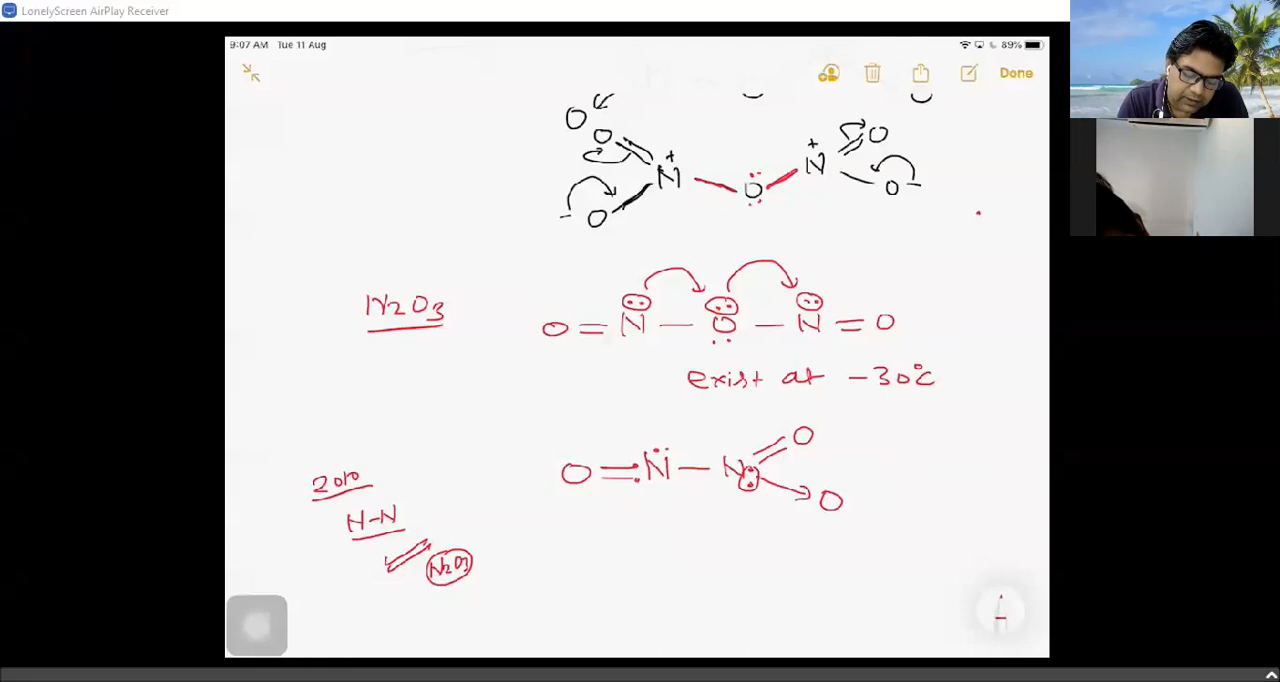 LonelyScreen AirPlay Receiver
9:07 AM Tue 11 Aug
89%
Done
O
O
N
+
O
−
O
N
+
O
O
−
N2O3
O = N — O — N = O
exist at −30°C
O = N — N
O
O
2010
N-N
N2O3